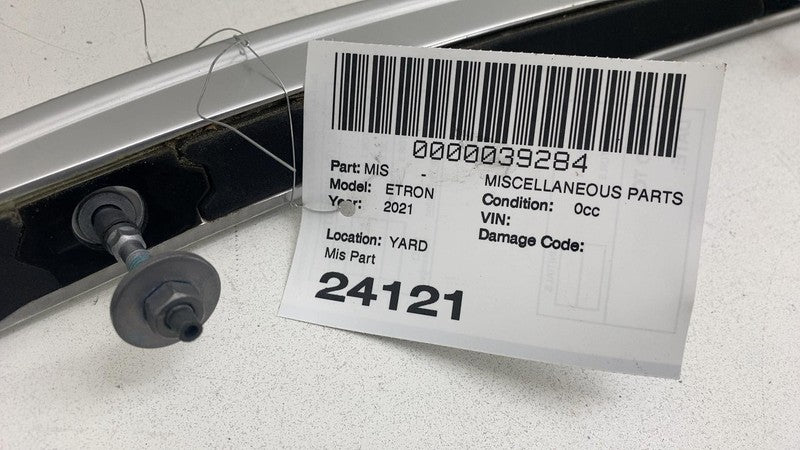 0000039284
Part: MIS - MISCELLANEOUS PARTS
Model: ETRON Condition: 0cc
Year: 2021 VIN:
Damage Code:
Location: YARD
Mis Part
24121